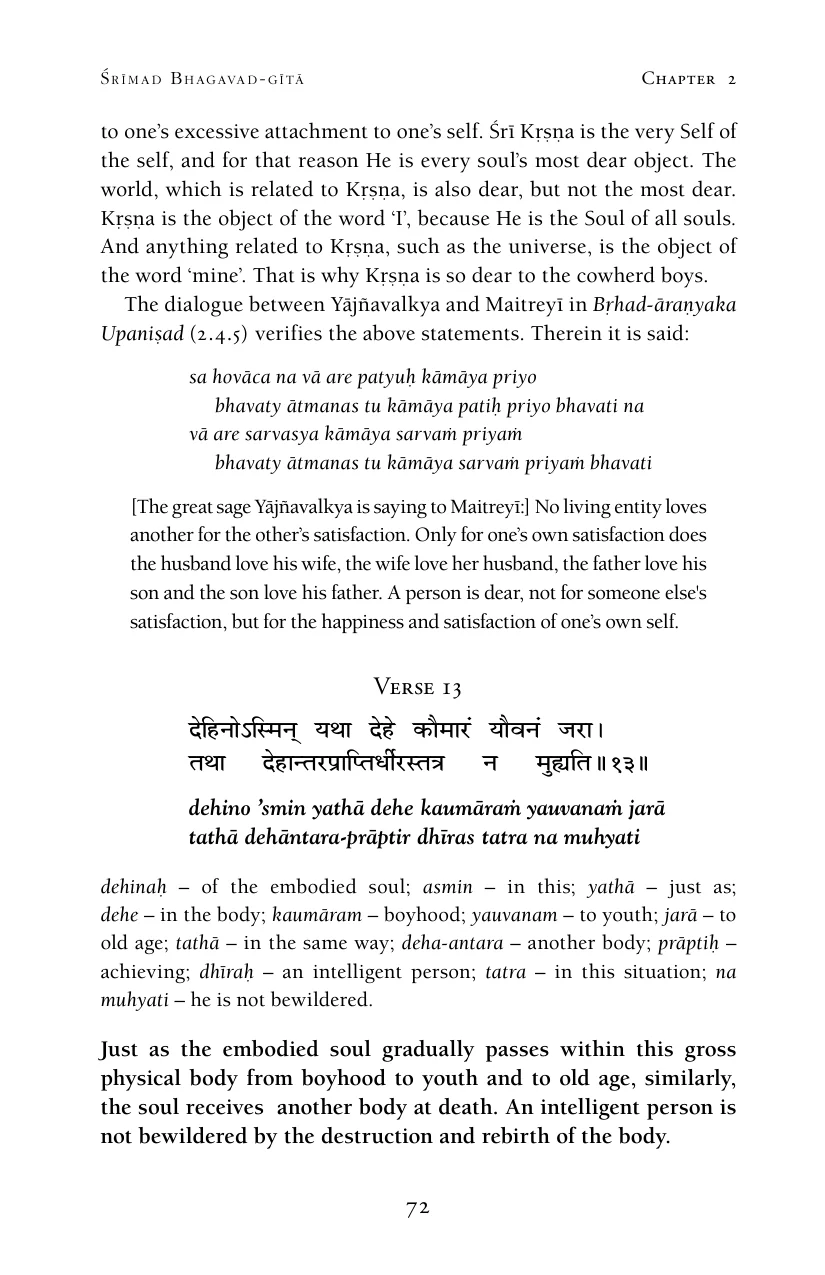 Śrīmad Bhagavad-gītā Chapter 2
to one’s excessive attachment to one’s self. Śrī Kṛṣṇa is the very Self of
the self, and for that reason He is every soul’s most dear object. The
world, which is related to Kṛṣṇa, is also dear, but not the most dear.
Kṛṣṇa is the object of the word ‘I’, because He is the Soul of all souls.
And anything related to Kṛṣṇa, such as the universe, is the object of
the word ‘mine’. That is why Kṛṣṇa is so dear to the cowherd boys.
The dialogue between Yājñavalkya and Maitreyī in Bṛhad-āraṇyaka
Upaniṣad (2.4.5) verifies the above statements. Therein it is said:
sa hovāca na vā are patyuḥ kāmāya priyo
bhavaty ātmanas tu kāmāya patiḥ priyo bhavati na
vā are sarvasya kāmāya sarvaṁ priyaṁ
bhavaty ātmanas tu kāmāya sarvaṁ priyaṁ bhavati
[The great sage Yājñavalkya is saying to Maitreyī:] No living entity loves
another for the other’s satisfaction. Only for one’s own satisfaction does
the husband love his wife, the wife love her husband, the father love his
son and the son love his father. A person is dear, not for someone else's
satisfaction, but for the happiness and satisfaction of one’s own self.
Verse 13
देहिनोऽस्मिन् यथा देहे कौमारं यौवनं जरा।
तथा देहान्तरप्राप्तिर्धीरस्तत्र न मुह्यति॥१३॥
dehino ’smin yathā dehe kaumāraṁ yauvanaṁ jarā
tathā dehāntara-prāptir dhīras tatra na muhyati
dehinaḥ – of the embodied soul; asmin – in this; yathā – just as;
dehe – in the body; kaumāram – boyhood; yauvanam – to youth; jarā – to
old age; tathā – in the same way; deha-antara – another body; prāptiḥ –
achieving; dhīraḥ – an intelligent person; tatra – in this situation; na
muhyati – he is not bewildered.
Just as the embodied soul gradually passes within this gross
physical body from boyhood to youth and to old age, similarly,
the soul receives another body at death. An intelligent person is
not bewildered by the destruction and rebirth of the body.
72